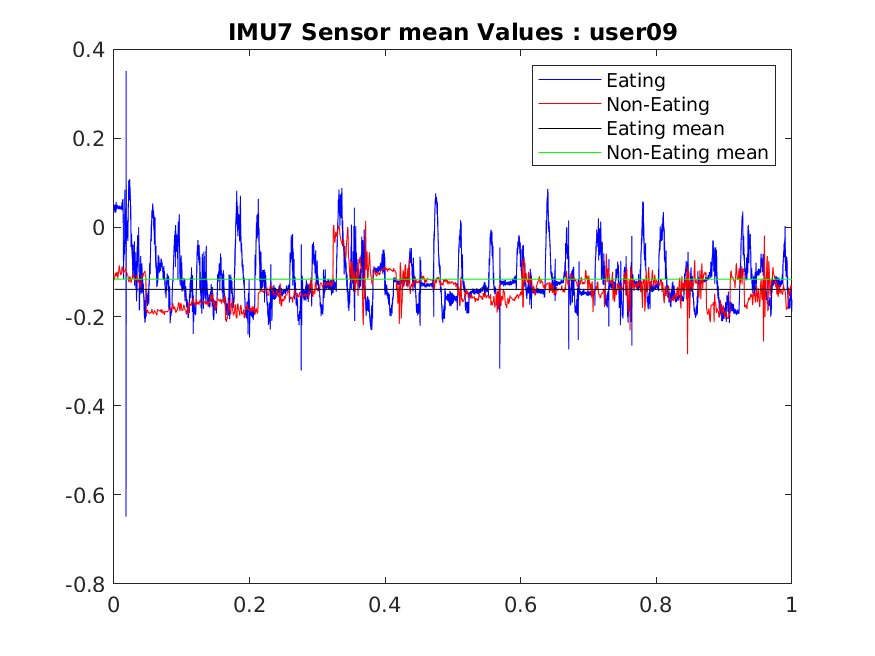 IMU7 Sensor mean Values : user09
0.4
Eating
Non-Eating
Eating mean
Non-Eating mean
0.2
0
-0.2
-0.4
-0.6
-0.8
0 0.2 0.4 0.6 0.8 1